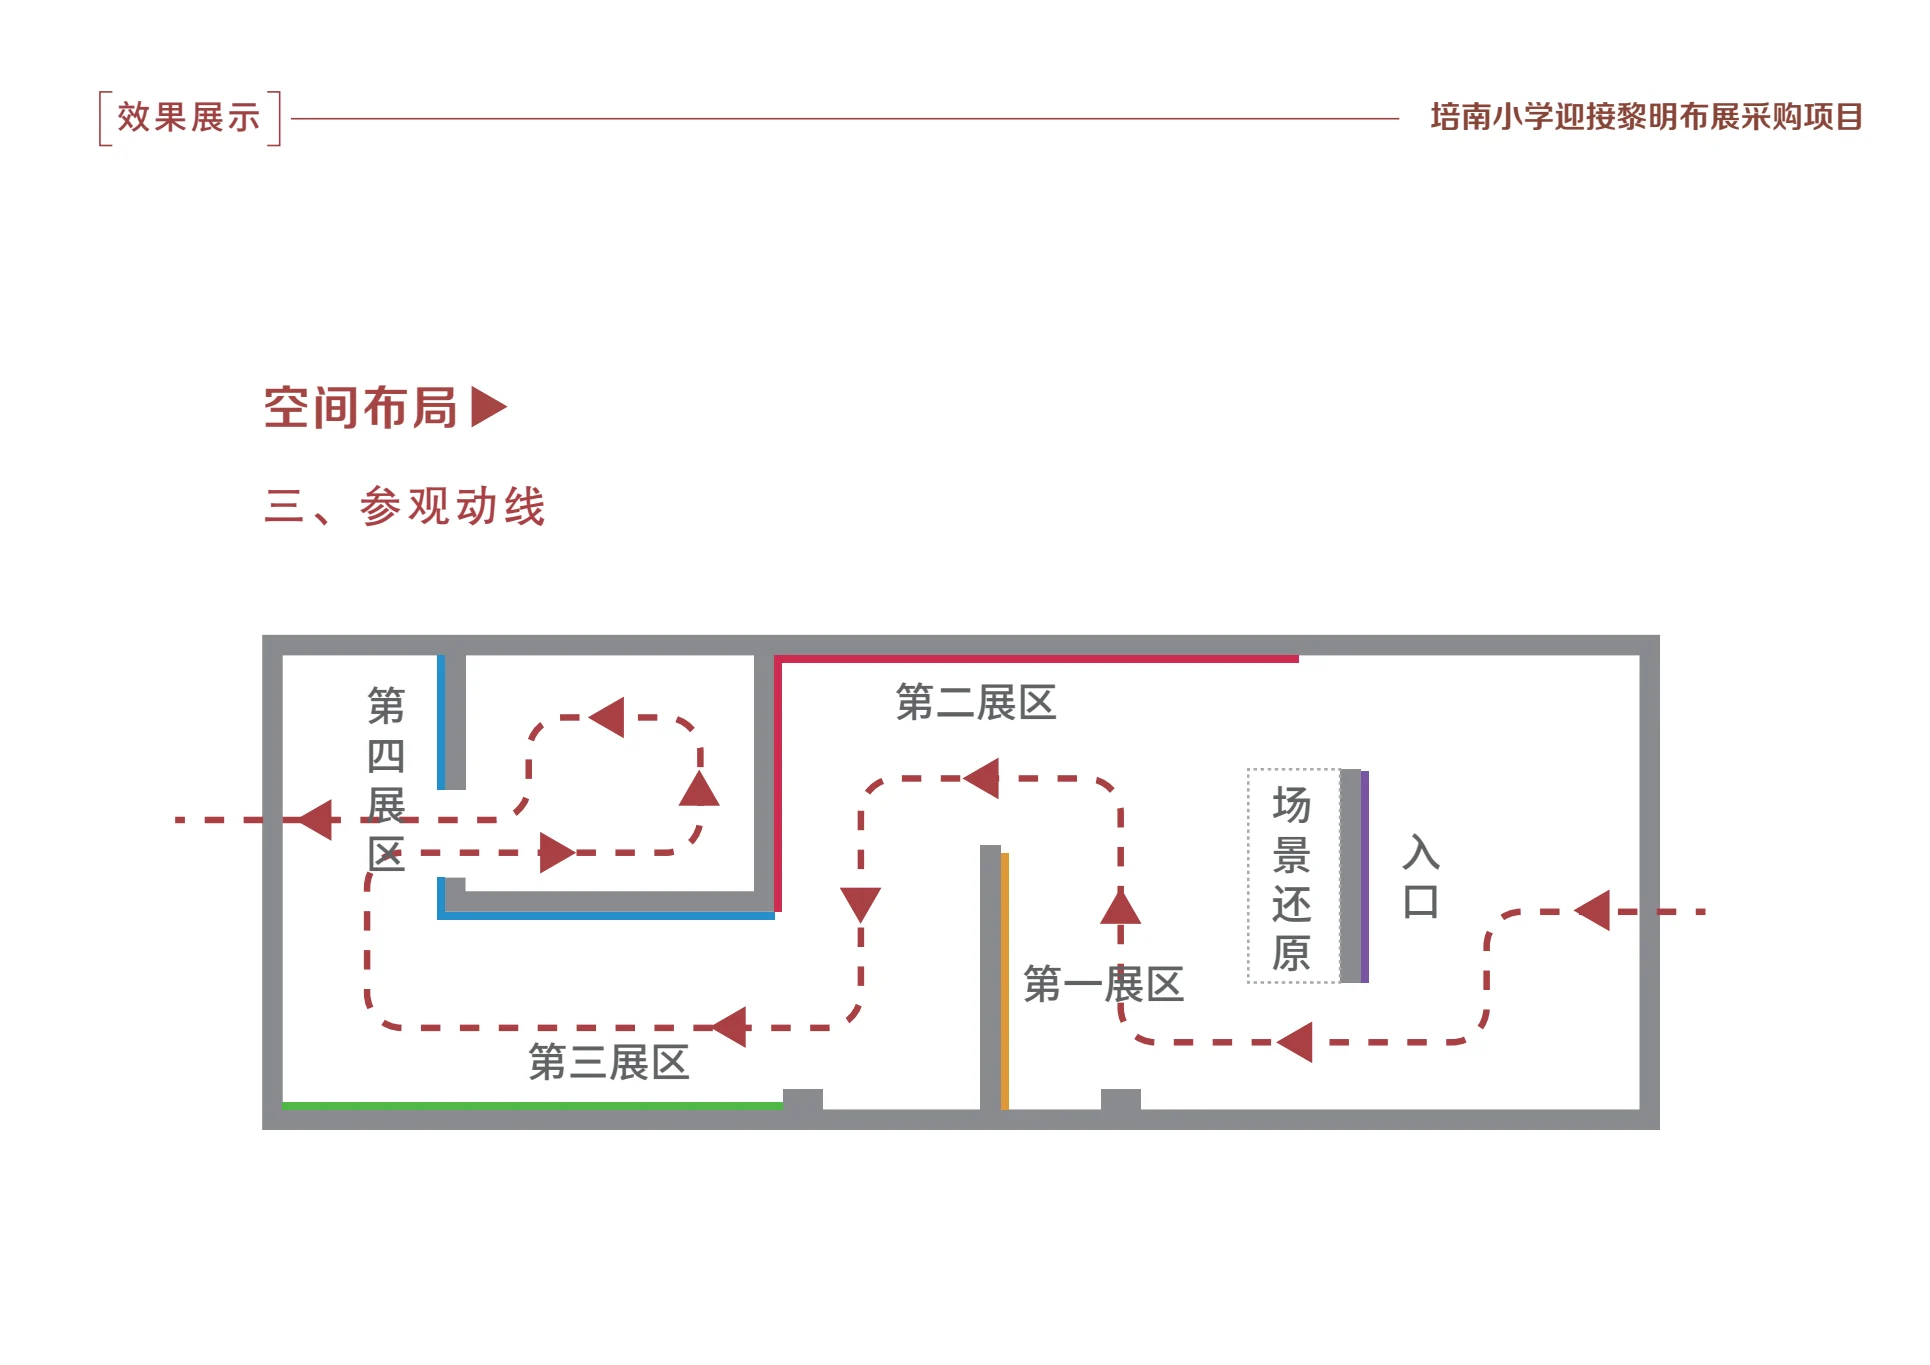 效果展示
培南小学迎接黎明布展采购项目
空间布局
三、参观动线
第四展区
第二展区
场景还原
入口
第一展区
第三展区